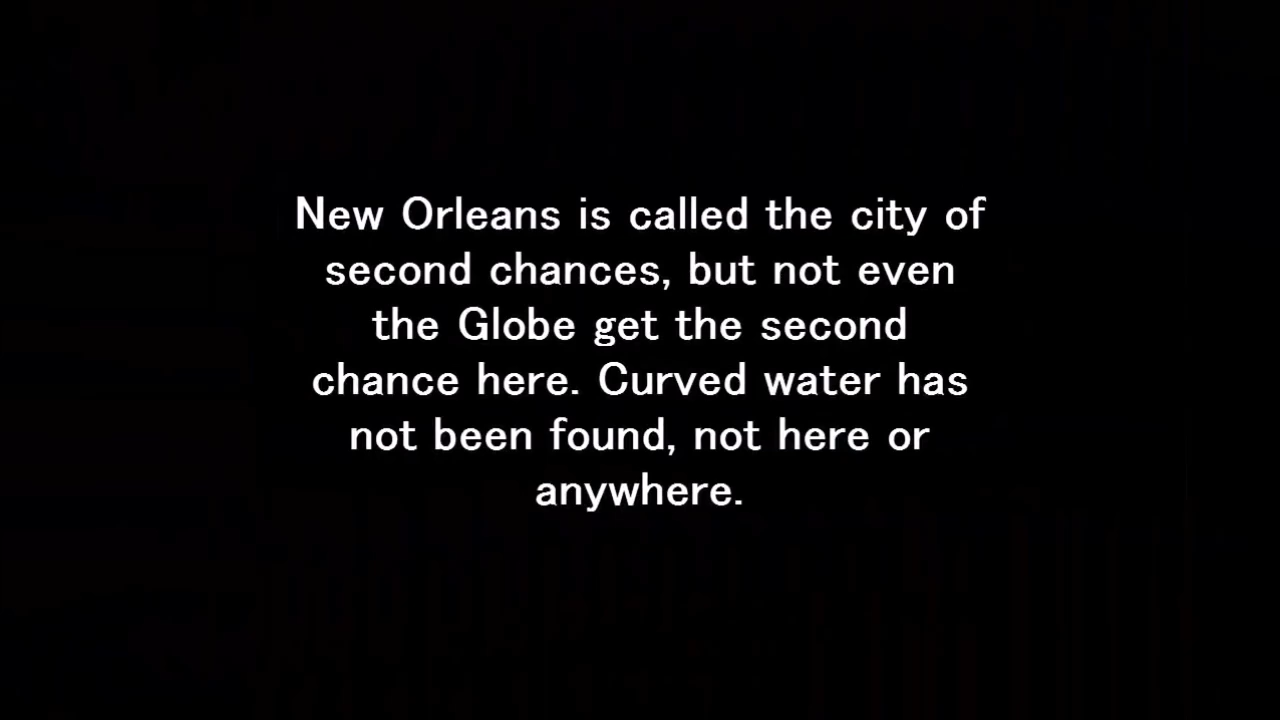 New Orleans is called the city of
second chances, but not even
the Globe get the second
chance here. Curved water has
not been found, not here or
anywhere.